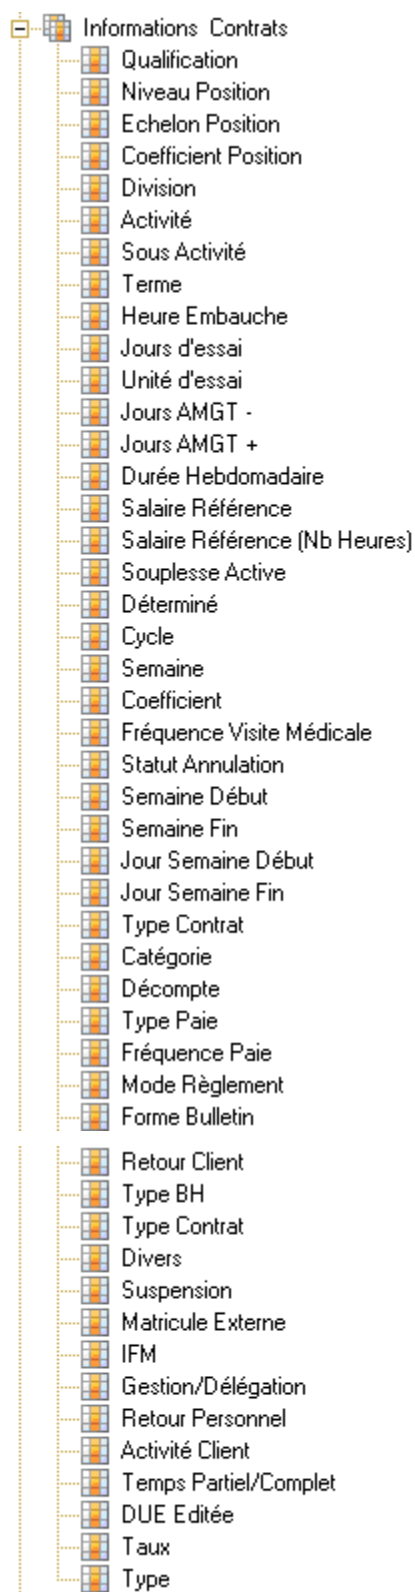 Informations Contrats
Qualification
Niveau Position
Echelon Position
Coefficient Position
Division
Activité
Sous Activité
Terme
Heure Embauche
Jours d'essai
Unité d'essai
Jours AMGT -
Jours AMGT +
Durée Hebdomadaire
Salaire Référence
Salaire Référence (Nb Heures)
Souplesse Active
Déterminé
Cycle
Semaine
Coefficient
Fréquence Visite Médicale
Statut Annulation
Semaine Début
Semaine Fin
Jour Semaine Début
Jour Semaine Fin
Type Contrat
Catégorie
Décompte
Type Paie
Fréquence Paie
Mode Règlement
Forme Bulletin
Retour Client
Type BH
Type Contrat
Divers
Suspension
Matricule Externe
IFM
Gestion/Délégation
Retour Personnel
Activité Client
Temps Partiel/Complet
DUE Editée
Taux
Type